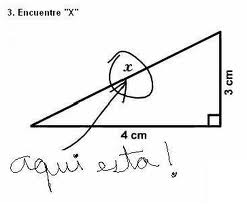 3. Encuentre "X"
x
3 cm
4 cm
aqui esta!